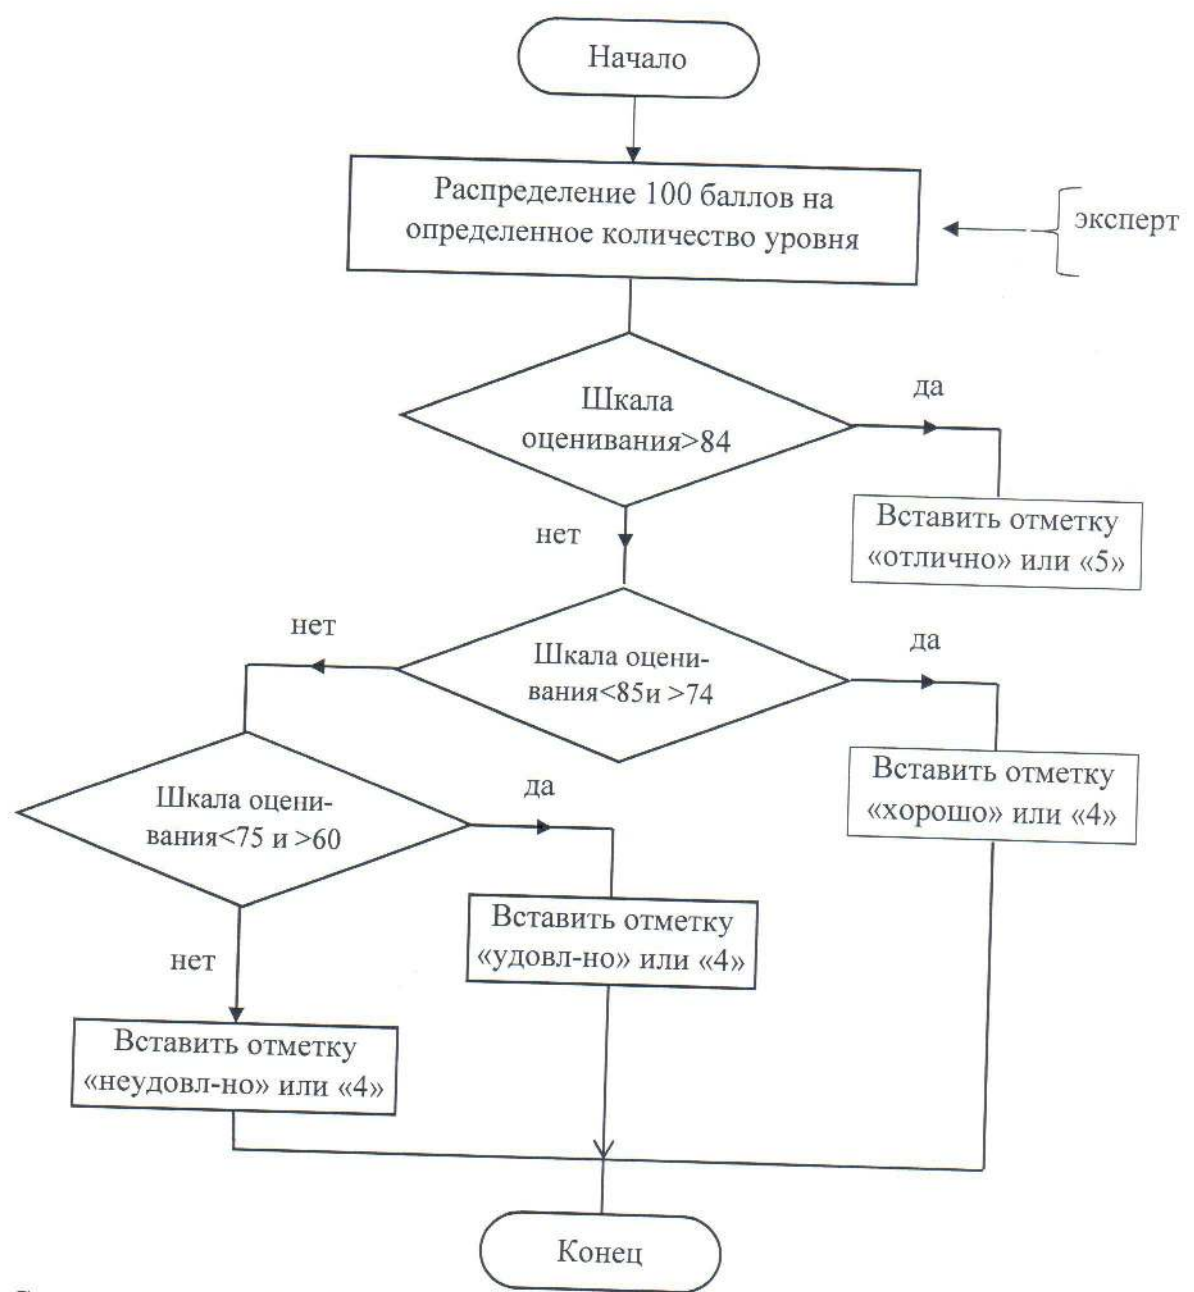 Начало
Распределение 100 баллов на
определенное количество уровня
эксперт
Шкала
оценивания>84
да
Вставить отметку
«отлично» или «5»
нет
Шкала оцени-
вания<85и >74
да
Вставить отметку
«хорошо» или «4»
нет
Шкала оцени-
вания<75 и >60
да
Вставить отметку
«удовл-но» или «4»
нет
Вставить отметку
«неудовл-но» или «4»
Конец